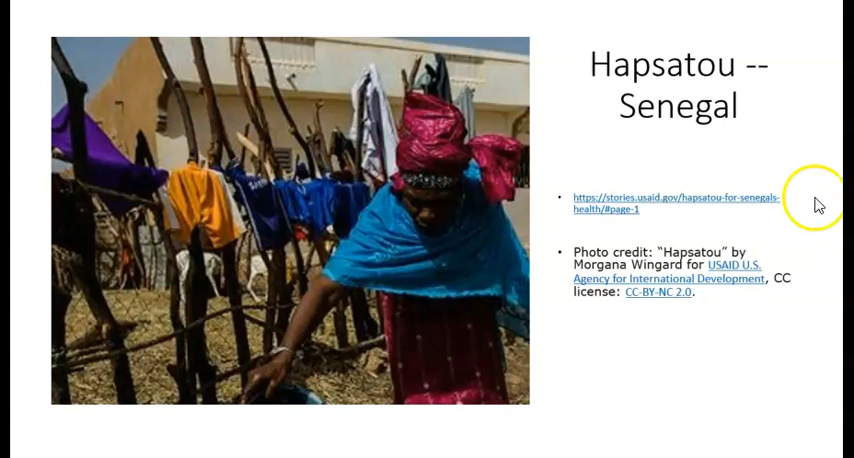 Hapsatou --
Senegal
• https://stories.usaid.gov/hapsatou-for-senegals-
health/#page-1
• Photo credit: “Hapsatou” by
Morgana Wingard for USAID U.S.
Agency for International Development, CC
license: CC-BY-NC 2.0.